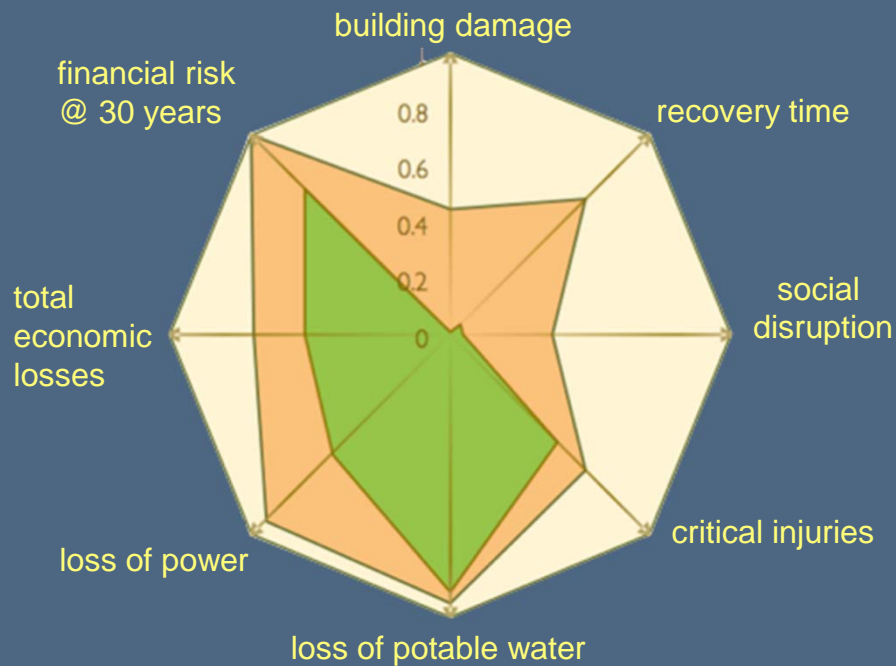 building damage
financial risk
@ 30 years
recovery time
0.8
0.6
0.4
0.2
0
total
economic
losses
social
disruption
critical injuries
loss of power
loss of potable water